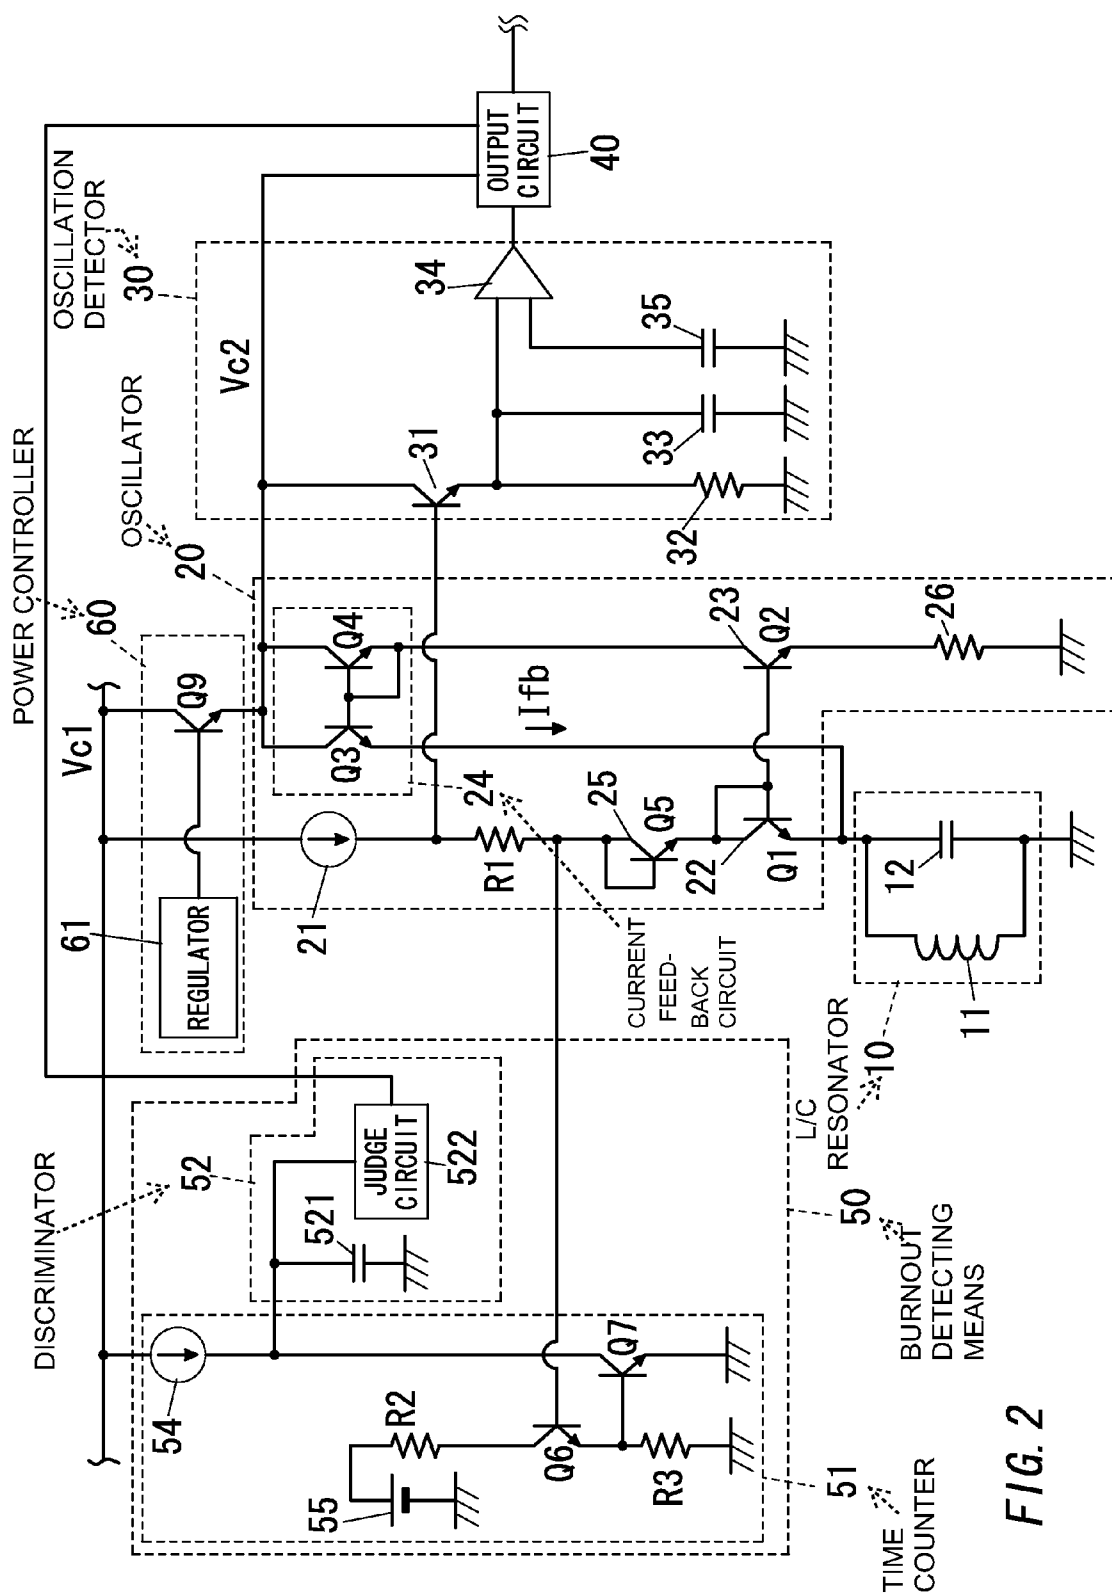 POWER CONTROLLER
60
OSCILLATION
DETECTOR
30
OSCILLATOR
20
DISCRIMINATOR
52
Vc1
Vc2
61
REGULATOR
Q9
54
21
Q3
Q4
24
CURRENT
FEED-
BACK
CIRCUIT
31
34
OUTPUT
CIRCUIT
40
JUDGE
CIRCUIT
522
521
R1
25
Q5
22
Q1
Ifb
23
Q2
26
32
33
35
55
R2
Q6
Q7
R3
51
TIME
COUNTER
50
BURNOUT
DETECTING
MEANS
L/C
RESONATOR
10
11
12
FIG. 2